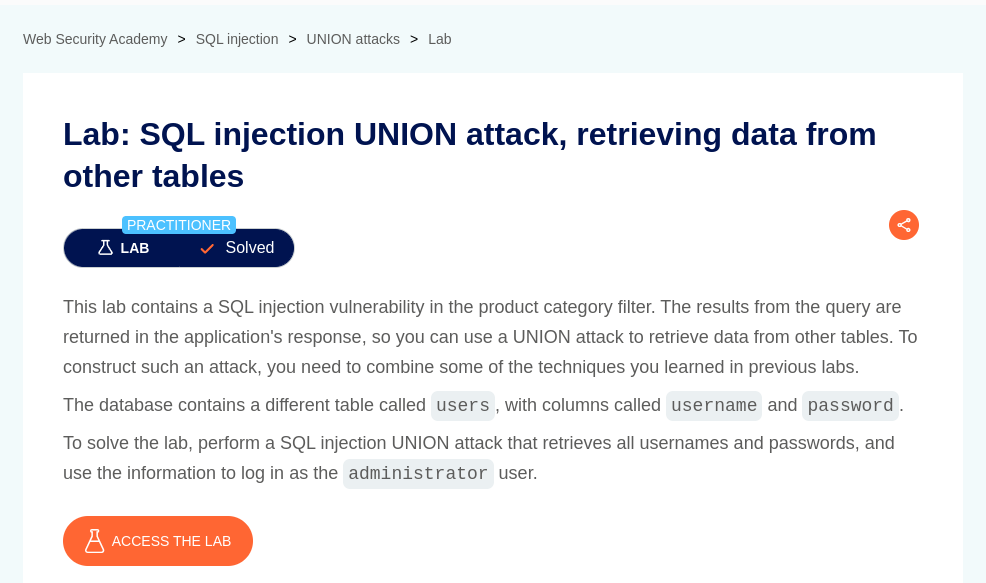 Web Security Academy > SQL injection > UNION attacks > Lab
Lab: SQL injection UNION attack, retrieving data from
other tables
PRACTITIONER
LAB Solved
This lab contains a SQL injection vulnerability in the product category filter. The results from the query are
returned in the application's response, so you can use a UNION attack to retrieve data from other tables. To
construct such an attack, you need to combine some of the techniques you learned in previous labs.
The database contains a different table called users, with columns called username and password.
To solve the lab, perform a SQL injection UNION attack that retrieves all usernames and passwords, and
use the information to log in as the administrator user.
ACCESS THE LAB